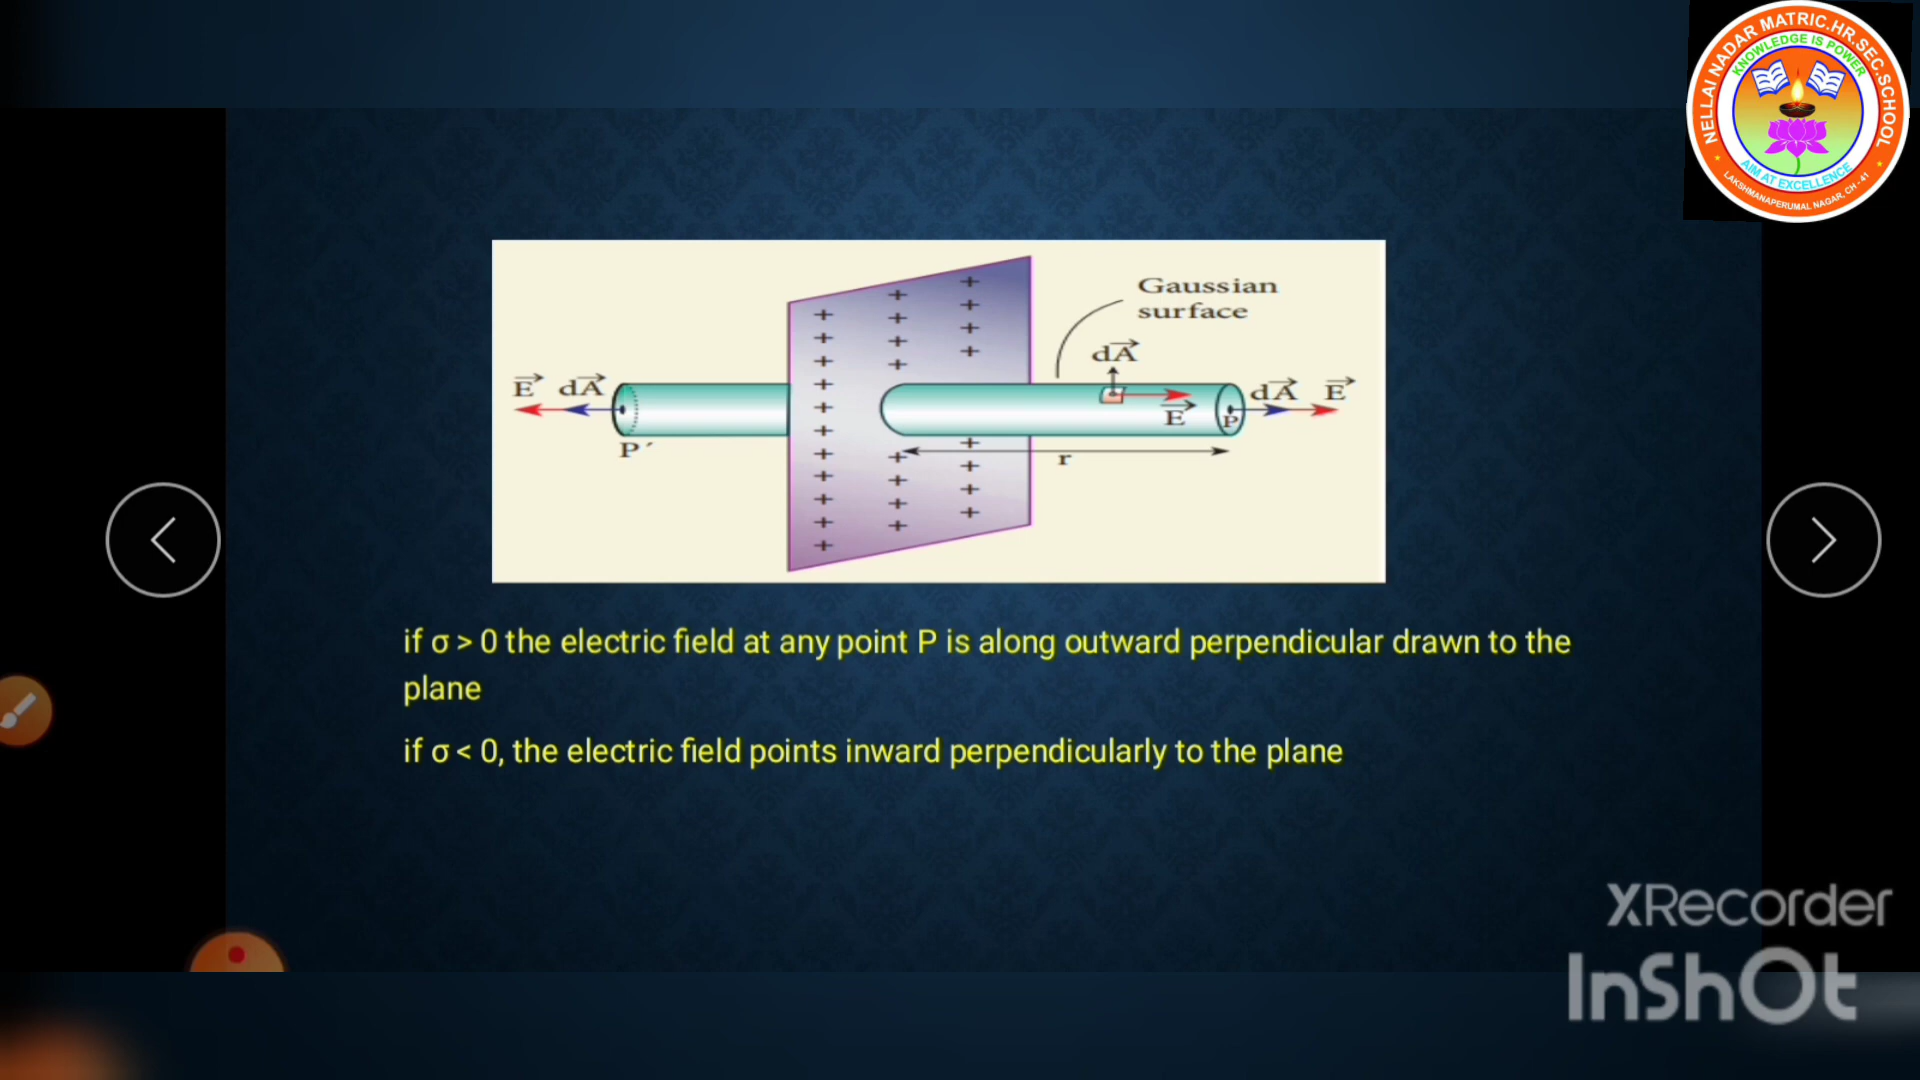 NELLAI NADAR MATRIC.HR.SEC.SCHOOL
KNOWLEDGE IS POWER
AIM AT EXCELLENCE
LAKSHMANAPERUMAL NAGAR, CH - 41
Gaussian
surface
dA⃗
E⃗ dA⃗
dA⃗ E⃗
E⃗
P
P´
r
if σ > 0 the electric field at any point P is along outward perpendicular drawn to the
plane
if σ < 0, the electric field points inward perpendicularly to the plane
XRecorder
InShOt